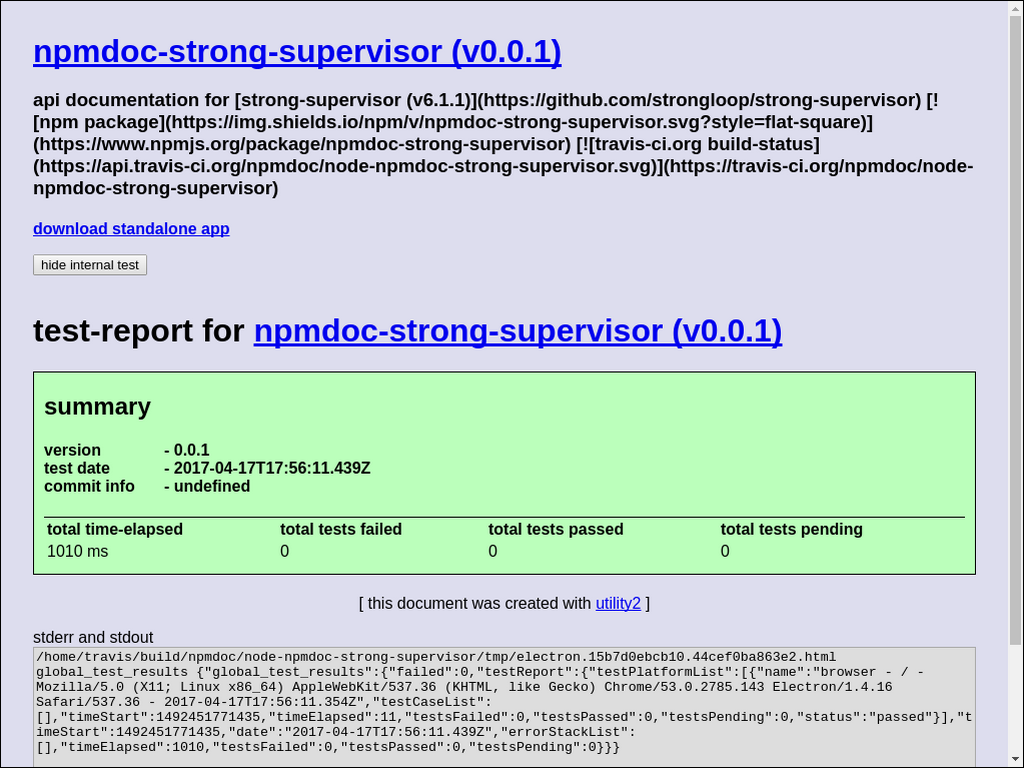 npmdoc-strong-supervisor (v0.0.1)
api documentation for [strong-supervisor (v6.1.1)](https://github.com/strongloop/strong-supervisor) [!
[npm package](https://img.shields.io/npm/v/npmdoc-strong-supervisor.svg?style=flat-square)]
(https://www.npmjs.org/package/npmdoc-strong-supervisor) [![travis-ci.org build-status]
(https://api.travis-ci.org/npmdoc/node-npmdoc-strong-supervisor.svg)](https://travis-ci.org/npmdoc/node-
npmdoc-strong-supervisor)
download standalone app
hide internal test
test-report for npmdoc-strong-supervisor (v0.0.1)
summary
version - 0.0.1
test date - 2017-04-17T17:56:11.439Z
commit info - undefined
total time-elapsed total tests failed total tests passed total tests pending
1010 ms 0 0 0
[ this document was created with utility2 ]
stderr and stdout
/home/travis/build/npmdoc/node-npmdoc-strong-supervisor/tmp/electron.15b7d0ebcb10.44cef0ba863e2.html
global_test_results {"global_test_results":{"failed":0,"testReport":{"testPlatformList":[{"name":"browser - / -
Mozilla/5.0 (X11; Linux x86_64) AppleWebKit/537.36 (KHTML, like Gecko) Chrome/53.0.2785.143 Electron/1.4.16
Safari/537.36 - 2017-04-17T17:56:11.354Z","testCaseList":
[],"timeStart":1492451771435,"timeElapsed":11,"testsFailed":0,"testsPassed":0,"testsPending":0,"status":"passed"}],"t
imeStart":1492451771435,"date":"2017-04-17T17:56:11.439Z","errorStackList":
[],"timeElapsed":1010,"testsFailed":0,"testsPassed":0,"testsPending":0}}}